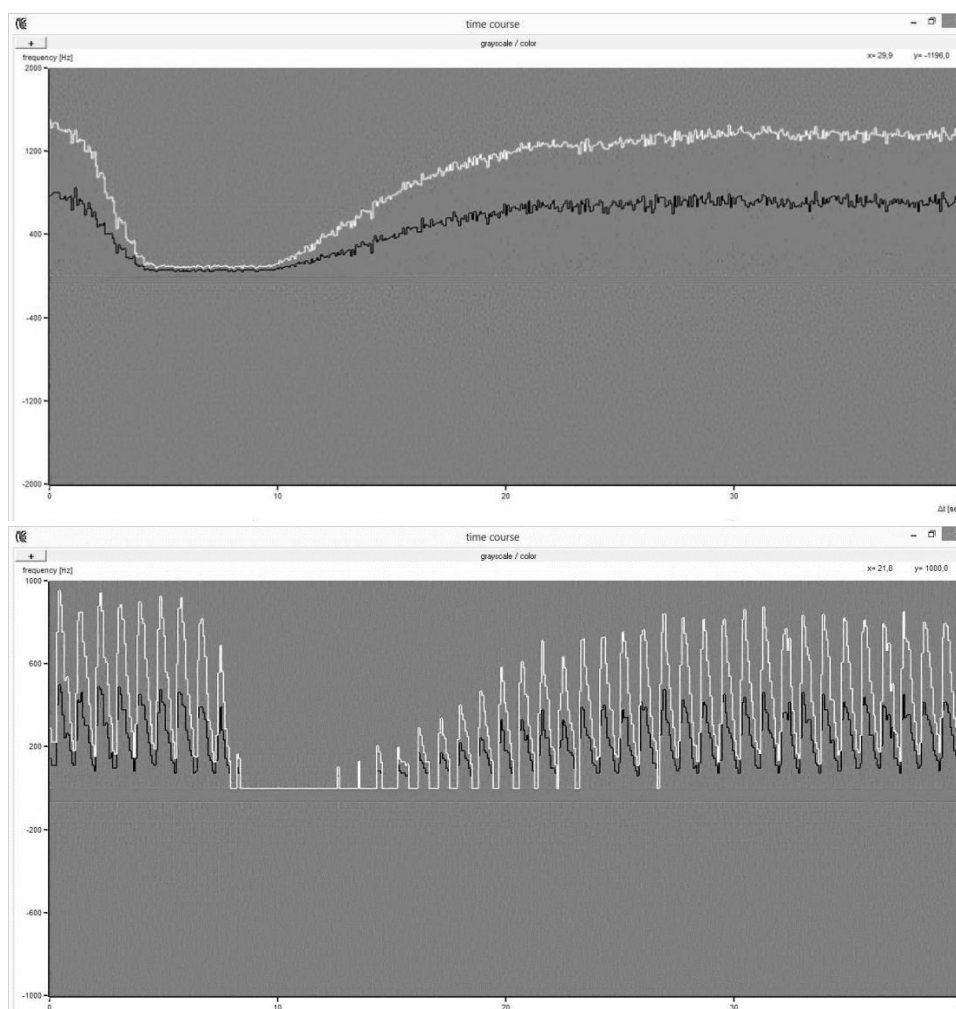 time course
+ grayscale / color
frequency [Hz] x= 29,9 y= -1196,0
2000
1200
400
-400
-1200
-2000
0 10 20 30
Δt [se
time course
+ grayscale / color
frequency [Hz] x= 21,8 y= 1000,0
1000
600
200
-200
-600
-1000
0 10 20 30